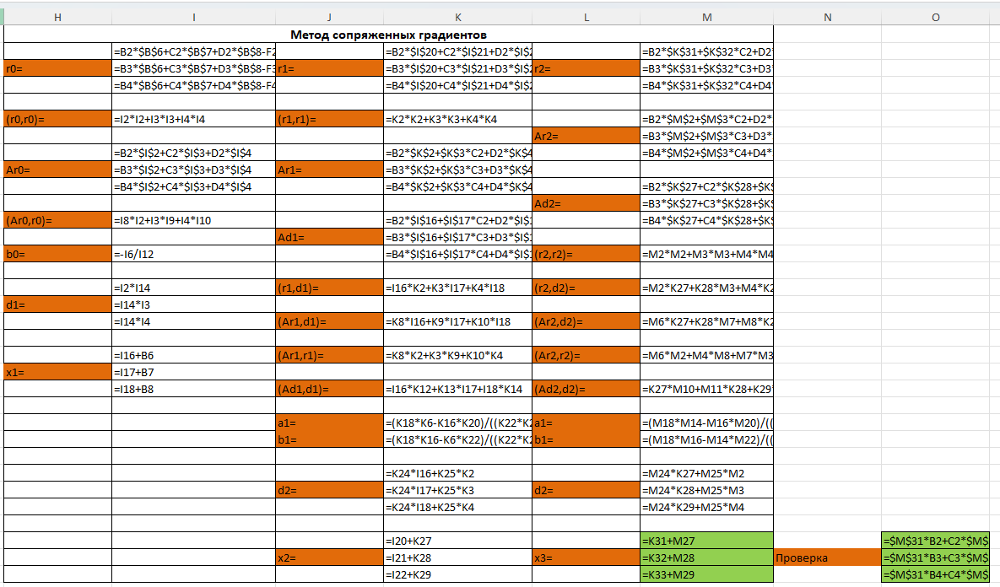 H I J K L M N O
Метод сопряженных градиентов
=B2*$B$6+C2*$B$7+D2*$B$8-F2 =B2*$I$20+C2*$I$21+D2*$I$2 =B2*$K$31+$K$32*C2+D2*
r0= =B3*$B$6+C3*$B$7+D3*$B$8-F3 r1= =B3*$I$20+C3*$I$21+D3*$I$2 r2= =B3*$K$31+$K$32*C3+D3*
=B4*$B$6+C4*$B$7+D4*$B$8-F4 =B4*$I$20+C4*$I$21+D4*$I$2 =B4*$K$31+$K$32*C4+D4*
(r0,r0)= =I2*I2+I3*I3+I4*I4 (r1,r1)= =K2*K2+K3*K3+K4*K4 =B2*$M$2+$M$3*C2+D2*
Ar2= =B3*$M$2+$M$3*C3+D3*
=B2*$I$2+C2*$I$3+D2*$I$4 =B2*$K$2+$K$3*C2+D2*$K$4 =B4*$M$2+$M$3*C4+D4*
Ar0= =B3*$I$2+C3*$I$3+D3*$I$4 Ar1= =B3*$K$2+$K$3*C3+D3*$K$4
=B4*$I$2+C4*$I$3+D4*$I$4 =B4*$K$2+$K$3*C4+D4*$K$4 =B2*$K$27+C2*$K$28+$K$
Ad2= =B3*$K$27+C3*$K$28+$K$
(Ar0,r0)= =I8*I2+I3*I9+I4*I10 =B2*$I$16+$I$17*C2+D2*$I$ =B4*$K$27+C4*$K$28+$K$
Ad1= =B3*$I$16+$I$17*C3+D3*$I$
b0= =-I6/I12 =B4*$I$16+$I$17*C4+D4*$I$ (r2,r2)= =M2*M2+M3*M3+M4*M4
=I2*I14 (r1,d1)= =I16*K2+K3*I17+K4*I18 (r2,d2)= =M2*K27+K28*M3+M4*K2
d1= =I14*I3
=I14*I4 (Ar1,d1)= =K8*I16+K9*I17+K10*I18 (Ar2,d2)= =M6*K27+K28*M7+M8*K2
=I16+B6 (Ar1,r1)= =K8*K2+K3*K9+K10*K4 (Ar2,r2)= =M6*M2+M4*M8+M7*M3
x1= =I17+B7
=I18+B8 (Ad1,d1)= =I16*K12+K13*I17+I18*K14 (Ad2,d2)= =K27*M10+M11*K28+K29*
a1= =(K18*K6-K16*K20)/((K22*K2 a1= =(M18*M14-M16*M20)/((
b1= =(K18*K16-K6*K22)/((K22*K2 b1= =(M18*M16-M14*M22)/((
=K24*I16+K25*K2 =M24*K27+M25*M2
d2= =K24*I17+K25*K3 d2= =M24*K28+M25*M3
=K24*I18+K25*K4 =M24*K29+M25*M4
=I20+K27 =K31+M27 =$M$31*B2+C2*$M$
x2= =I21+K28 x3= =K32+M28 Проверка =$M$31*B3+C3*$M$
=I22+K29 =K33+M29 =$M$31*B4+C4*$M$